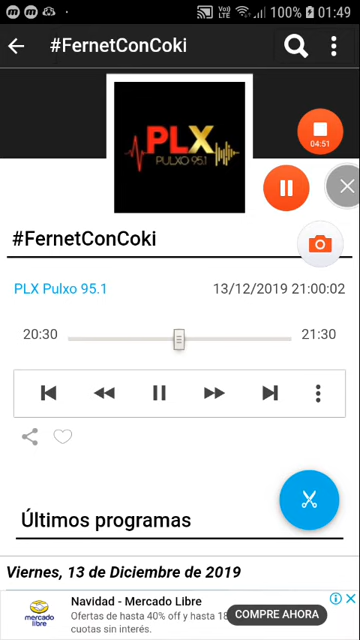 Vo)) LTE 100% 01:49
#FernetConCoki
PLX
PULXO 95.1
04:51
#FernetConCoki
PLX Pulxo 95.1 13/12/2019 21:00:02
20:30 21:30
Últimos programas
Viernes, 13 de Diciembre de 2019
Navidad - Mercado Libre
Ofertas de hasta 40% off y hasta 18
cuotas sin interés.
COMPRE AHORA
mercado
libre